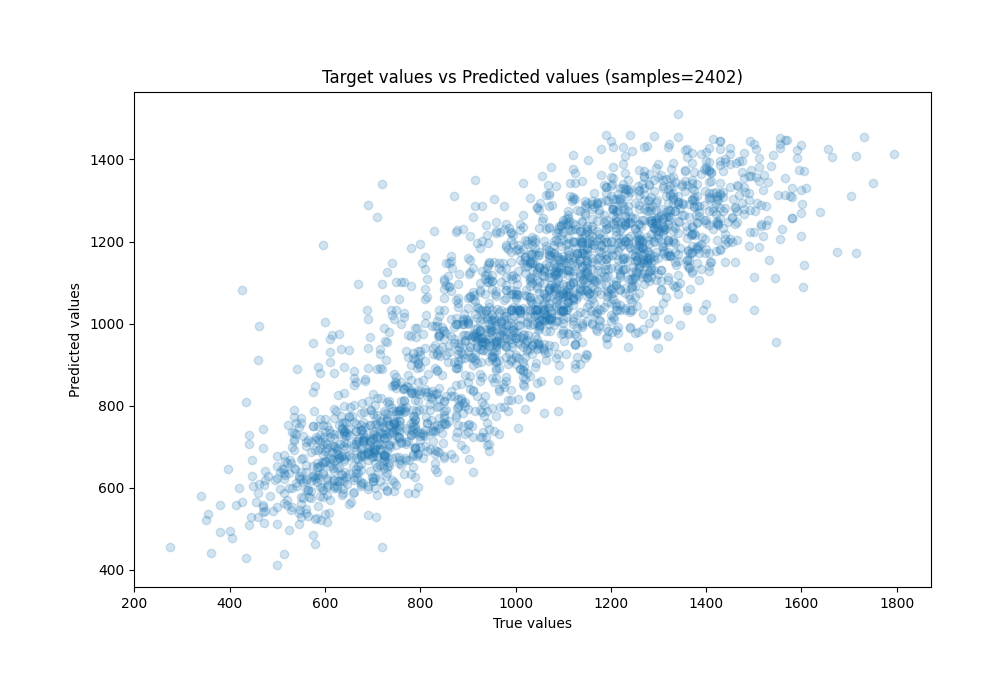 Target values vs Predicted values (samples=2402)
Predicted values
1400
1200
1000
800
600
400
200 400 600 800 1000 1200 1400 1600 1800
True values